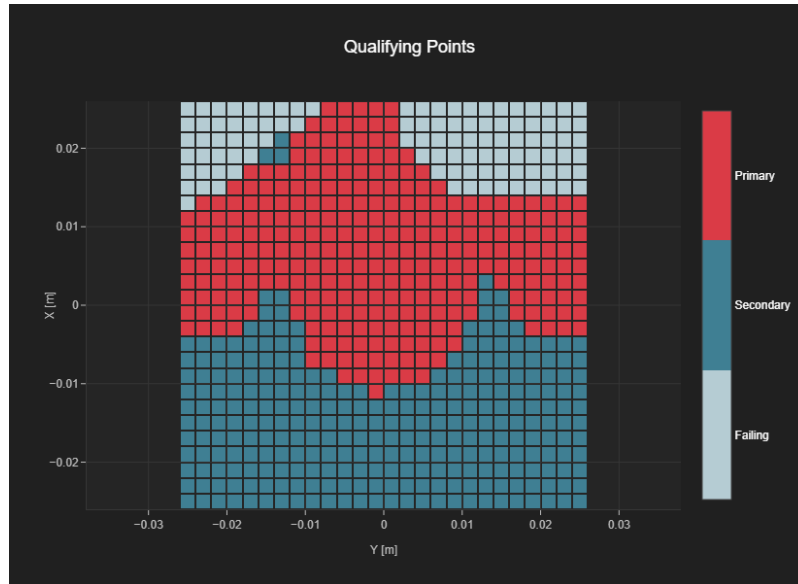 Qualifying Points
0.02
0.01
0
−0.01
−0.02
X [m]
−0.03
−0.02
−0.01
0
0.01
0.02
0.03
Y [m]
Primary
Secondary
Failing